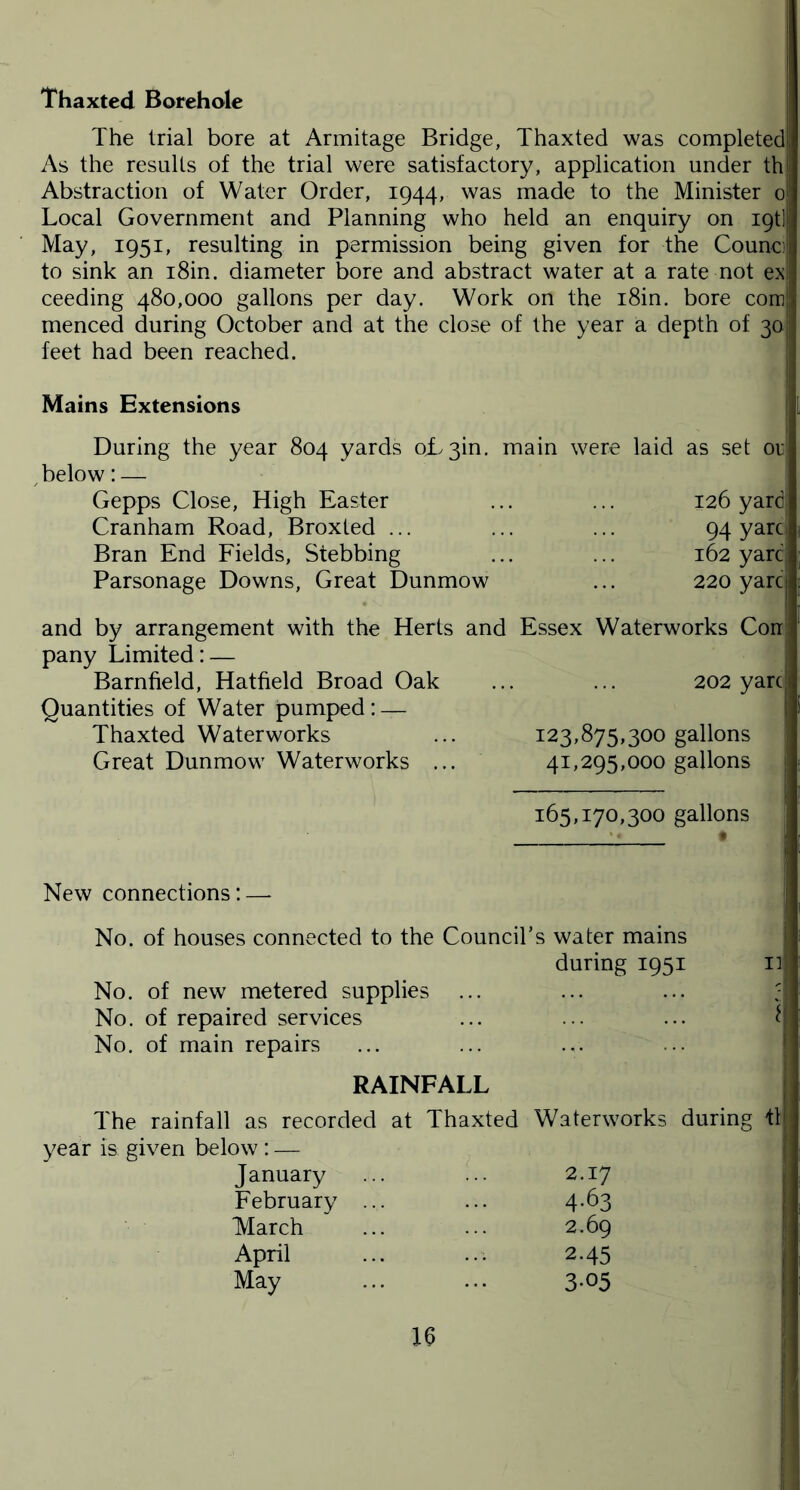 Thaxted Borehole
The trial bore at Armitage Bridge, Thaxted was completed
As the results of the trial were satisfactory, application under th
Abstraction of Water Order, 1944, was made to the Minister o
Local Government and Planning who held an enquiry on 19t
May, 1951, resulting in permission being given for the Counc
to sink an 18in. diameter bore and abstract water at a rate not ex
ceeding 480,000 gallons per day. Work on the 18in. bore com
menced during October and at the close of the year a depth of 30
feet had been reached.
Mains Extensions
During the year 804 yards of 3in. main were laid as set ou
below: —
Gepps Close, High Easter ... ... 126 yard
Cranham Road, Broxted ... ... ... 94 yard
Bran End Fields, Stebbing ... ... 162 yard
Parsonage Downs, Great Dunmow ... 220 yard
and by arrangement with the Herts and Essex Waterworks Com
pany Limited: —
Barnfield, Hatfield Broad Oak ... ... 202 yard
Quantities of Water pumped: —
Thaxted Waterworks ... 123,875,300 gallons
Great Dunmow Waterworks ... 41,295,000 gallons
165,170,300 gallons
New connections: —
No. of houses connected to the Council's water mains
during 1951
No. of new metered supplies ... ... ...
No. of repaired services ... ... ...
No. of main repairs ... ... ... ...
RAINFALL
The rainfall as recorded at Thaxted Waterworks during th
year is given below: —
January ... ... 2.17
February ... ... 4.63
March ... ... 2.69
April ... ... 2.45
May ... ... 3.05
16